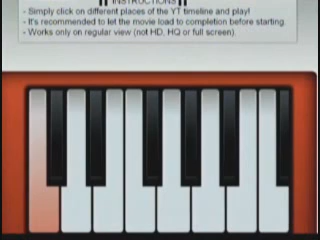 INSTRUCTIONS
- Simply click on different places of the YT timeline and play!
- It's recommended to let the movie load to completion before starting.
- Works only on regular view (not HD, HQ or full screen).